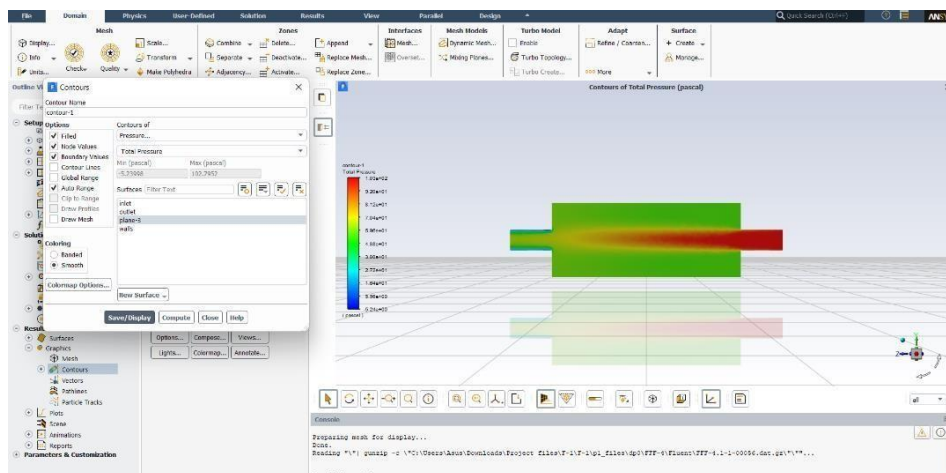 File Domain Physics User-Defined Solution Results View Parallel Design
Quick Search (Ctrl+F)
Mesh Zones Interfaces Mesh Models Turbo Model Adapt Surface
Display... Scale... Combine Delete... Append Mesh... Dynamic Mesh... Enable Refine / Coarsen... + Create
Info Transform Separate Deactivate... Replace Mesh... Overset... Mixing Planes... Turbo Topology... Manage...
Units... Check Quality Make Polyhedra Adjacency... Activate... Replace Zone... Turbo Create... More
Contours
Contour Name
contour-1
Options
Filled
Node Values
Boundary Values
Contour Lines
Global Range
Auto Range
Clip to Range
Draw Profiles
Draw Mesh
Coloring
Banded
Smooth
Colormap Options...
Contours of
Pressure...
Total Pressure
Min (pascal) Max (pascal)
-5.23998 102.7952
Surfaces Filter Text
inlet
outlet
plane-8
walls
New Surface
Save/Display Compute Close Help
Surfaces
Graphics
Mesh
Contours
Vectors
Pathlines
Particle Tracks
Plots
Scene
Animations
Reports
Parameters & Customization
Options... Compose... Views...
Lights... Colormap... Annotate...
Contours of Total Pressure (pascal)
contour-1
Total Pressure
all
Console
Preparing mesh for display...
Done.